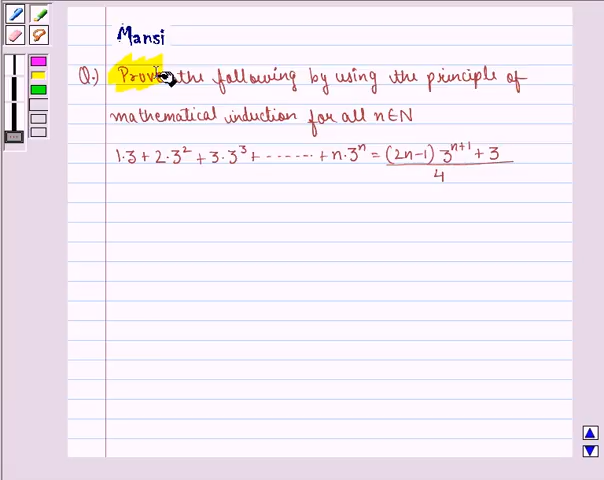 Mansi
Q.) Prove the following by using the principle of
mathematical induction for all n∈N
1·3 + 2·3² + 3·3³ + ······ + n·3ⁿ = (2n-1) 3ⁿ⁺¹ + 3
4